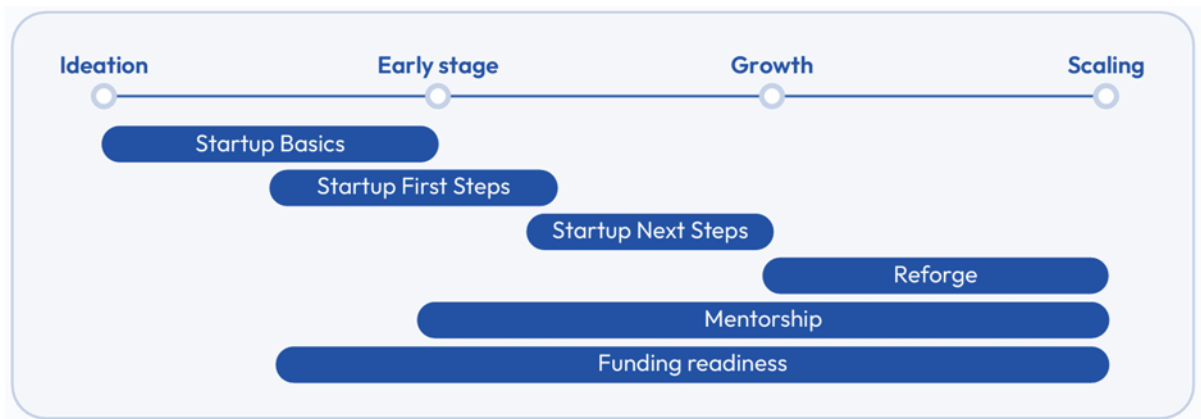 Ideation Early stage Growth Scaling
Startup Basics
Startup First Steps
Startup Next Steps
Reforge
Mentorship
Funding readiness